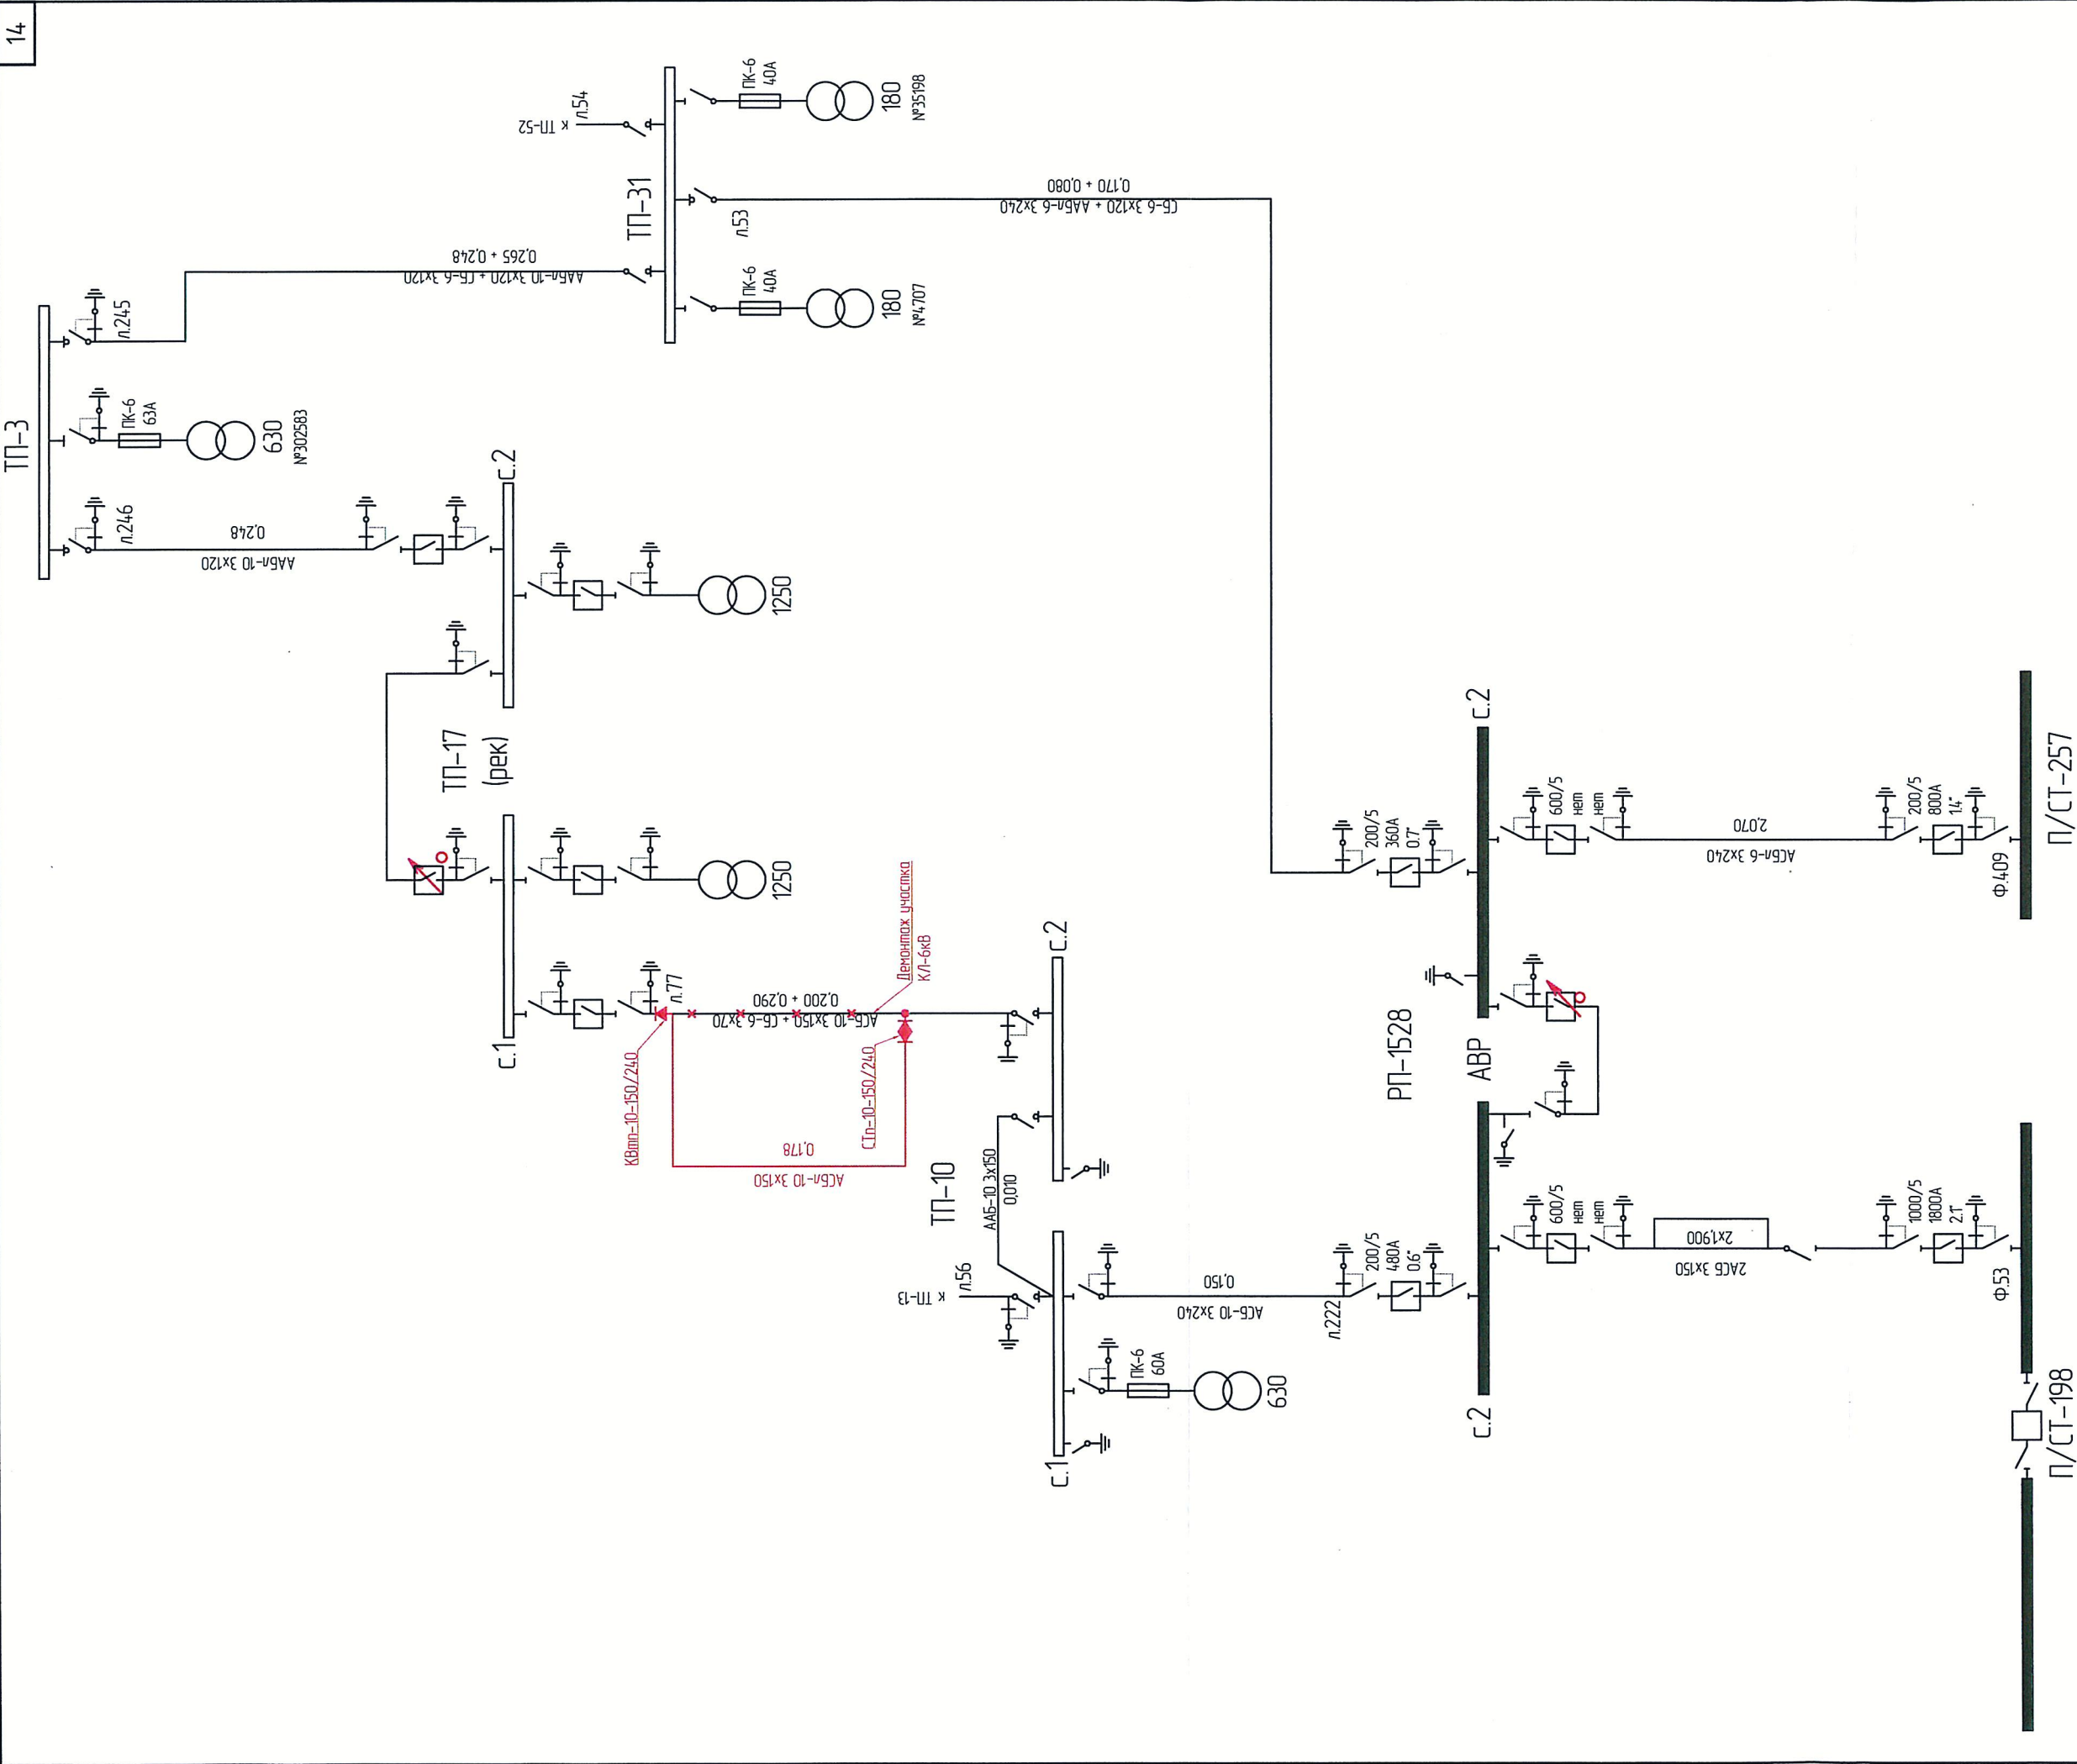 14
ТП-3
л.246
ПК-6
63А
630
№302583
л.245
0,248
ААБл-10 3х120
0,265 + 0,248
ААБл-10 3х120 + СБ-6 3х120
к ТП-52
л.54
ТП-31
ПК-6
40А
180
№4707
л.53
ПК-6
40А
180
№35198
0,170 + 0,080
СБ-6 3х120 + ААБл-6 3х240
с.2
ТП-17
(рек)
1250
1250
с.1
л.77
0,200 + 0,290
АСБ-10 3х150 + СБ-6 3х70
Демонтаж участка
КЛ-6кВ
КВтп-10-150/240
СТп-10-150/240
0,178
АСБл-10 3х150
с.2
ТП-10
ААБ-10 3х150
0,010
к ТП-13
л.56
с.1
ПК-6
60А
630
0,150
АСБ-10 3х240
л.222
200/5
480А
0.6"
200/5
360А
0.7"
РП-1528
АВР
с.2
с.2
600/5
нет
нет
600/5
нет
нет
2х1,900
2АСБ 3х150
2,070
АСБл-6 3х240
1000/5
1800А
2.1"
Ф.53
200/5
800А
1.4"
Ф.409
П/СТ-198
П/СТ-257